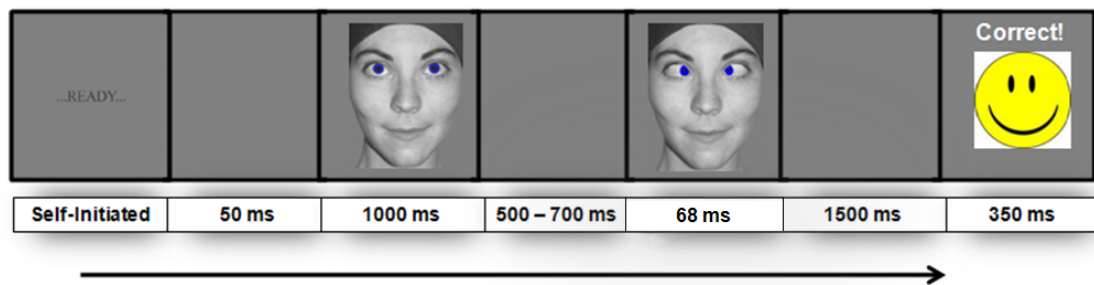 ...READY...
Correct!
Self-Initiated
50 ms
1000 ms
500 – 700 ms
68 ms
1500 ms
350 ms